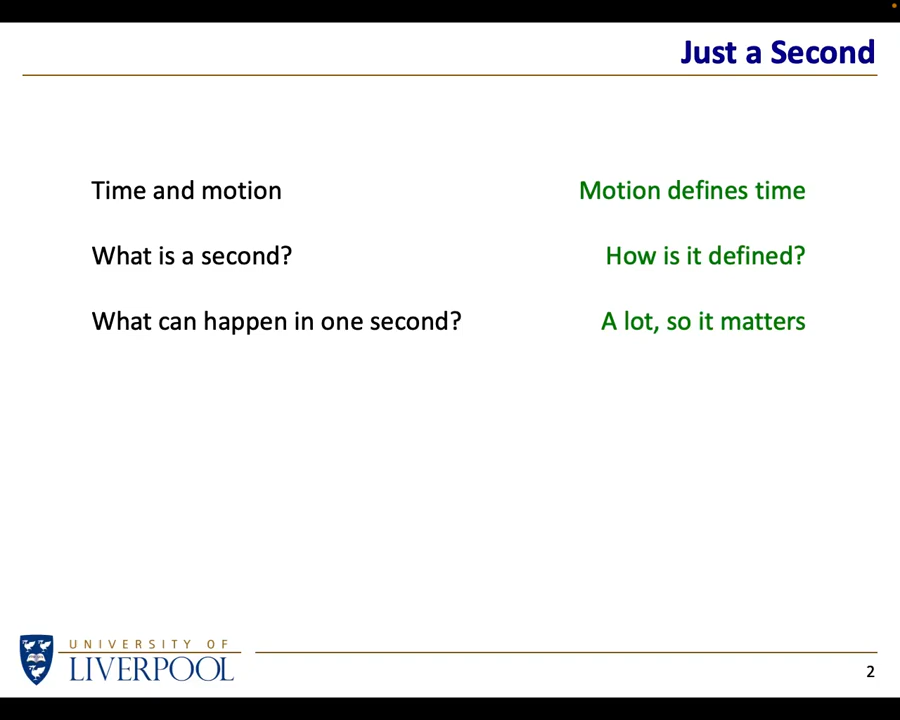 Just a Second
Time and motion Motion defines time
What is a second? How is it defined?
What can happen in one second? A lot, so it matters
UNIVERSITY OF
LIVERPOOL
2